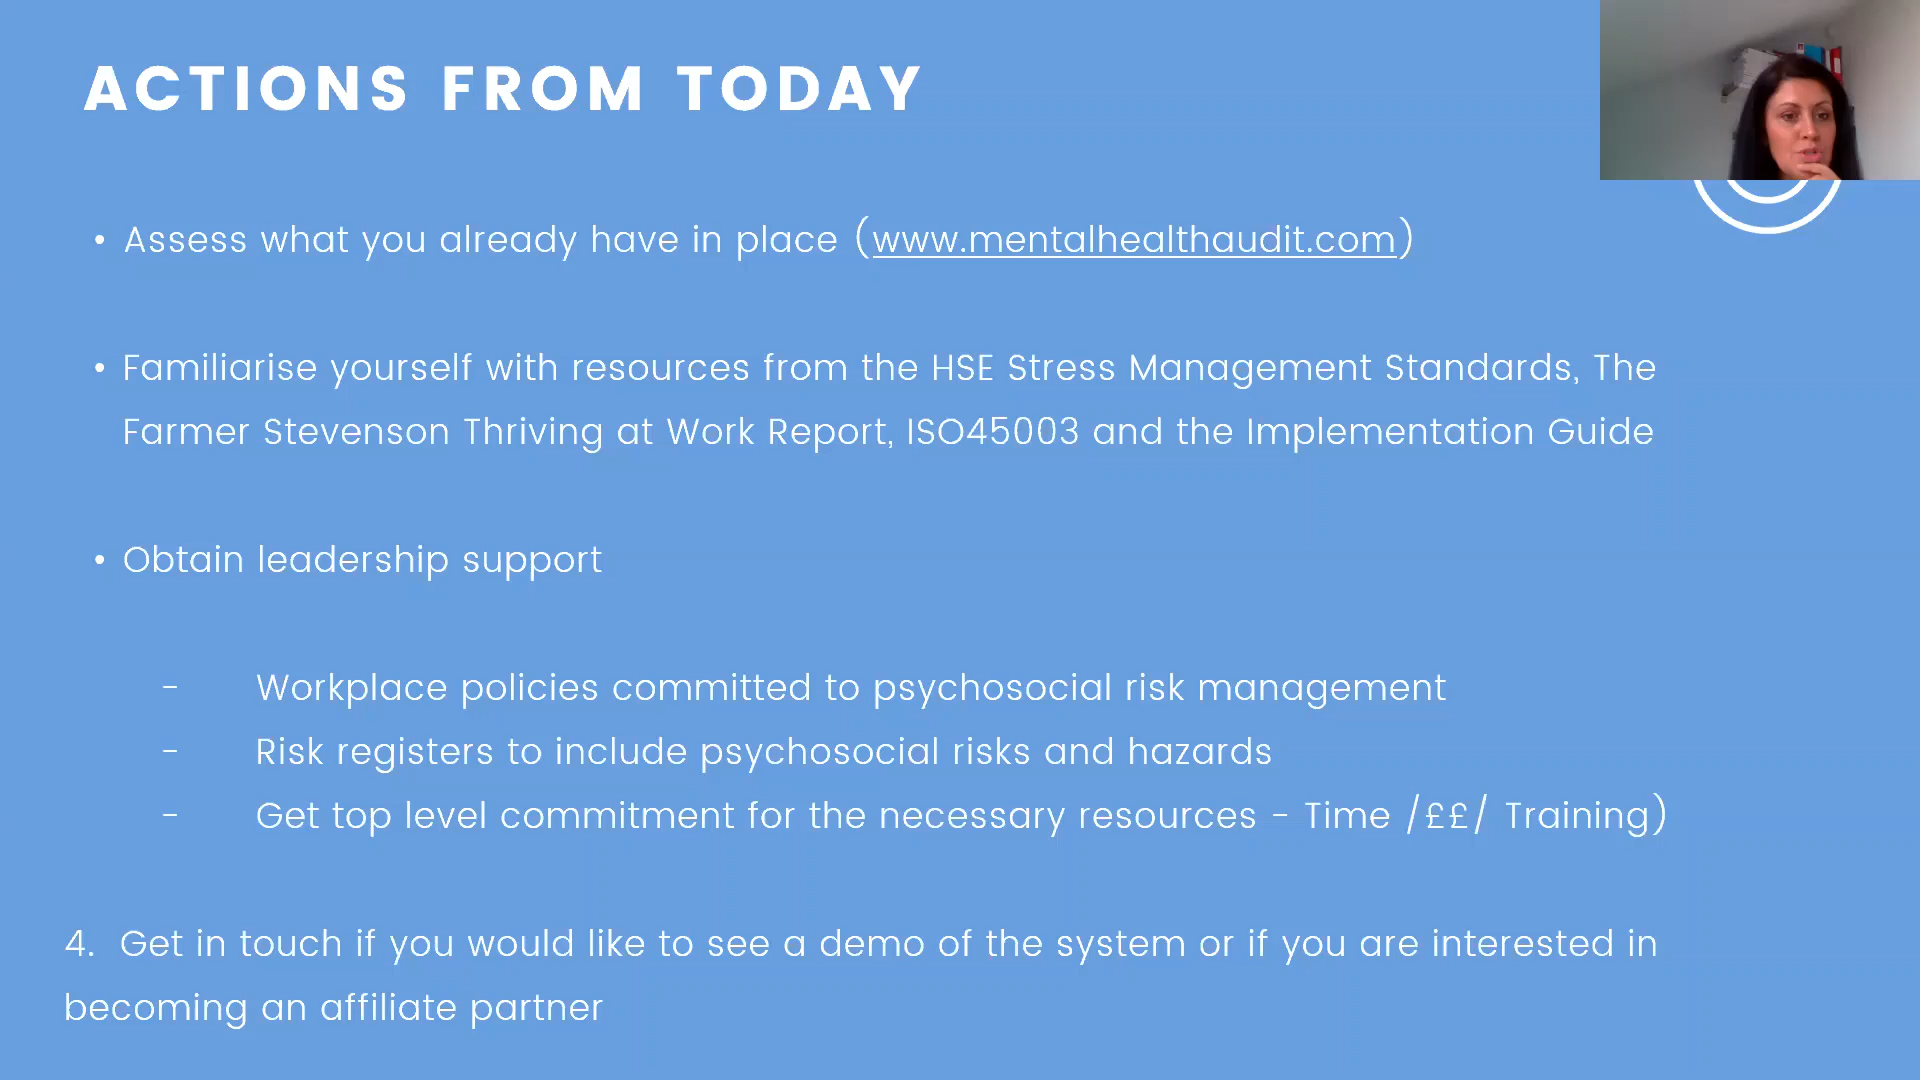 ACTIONS FROM TODAY
• Assess what you already have in place (www.mentalhealthaudit.com)
• Familiarise yourself with resources from the HSE Stress Management Standards, The
Farmer Stevenson Thriving at Work Report, ISO45003 and the Implementation Guide
• Obtain leadership support
- Workplace policies committed to psychosocial risk management
- Risk registers to include psychosocial risks and hazards
- Get top level commitment for the necessary resources - Time /££/ Training)
4. Get in touch if you would like to see a demo of the system or if you are interested in
becoming an affiliate partner